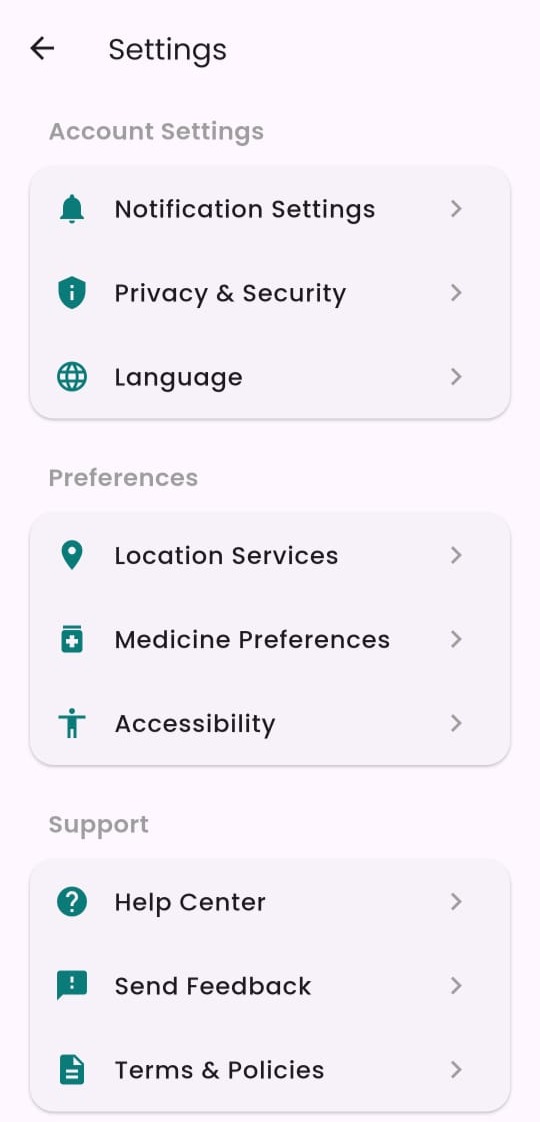 Settings
Account Settings
Notification Settings
Privacy & Security
Language
Preferences
Location Services
Medicine Preferences
Accessibility
Support
Help Center
Send Feedback
Terms & Policies